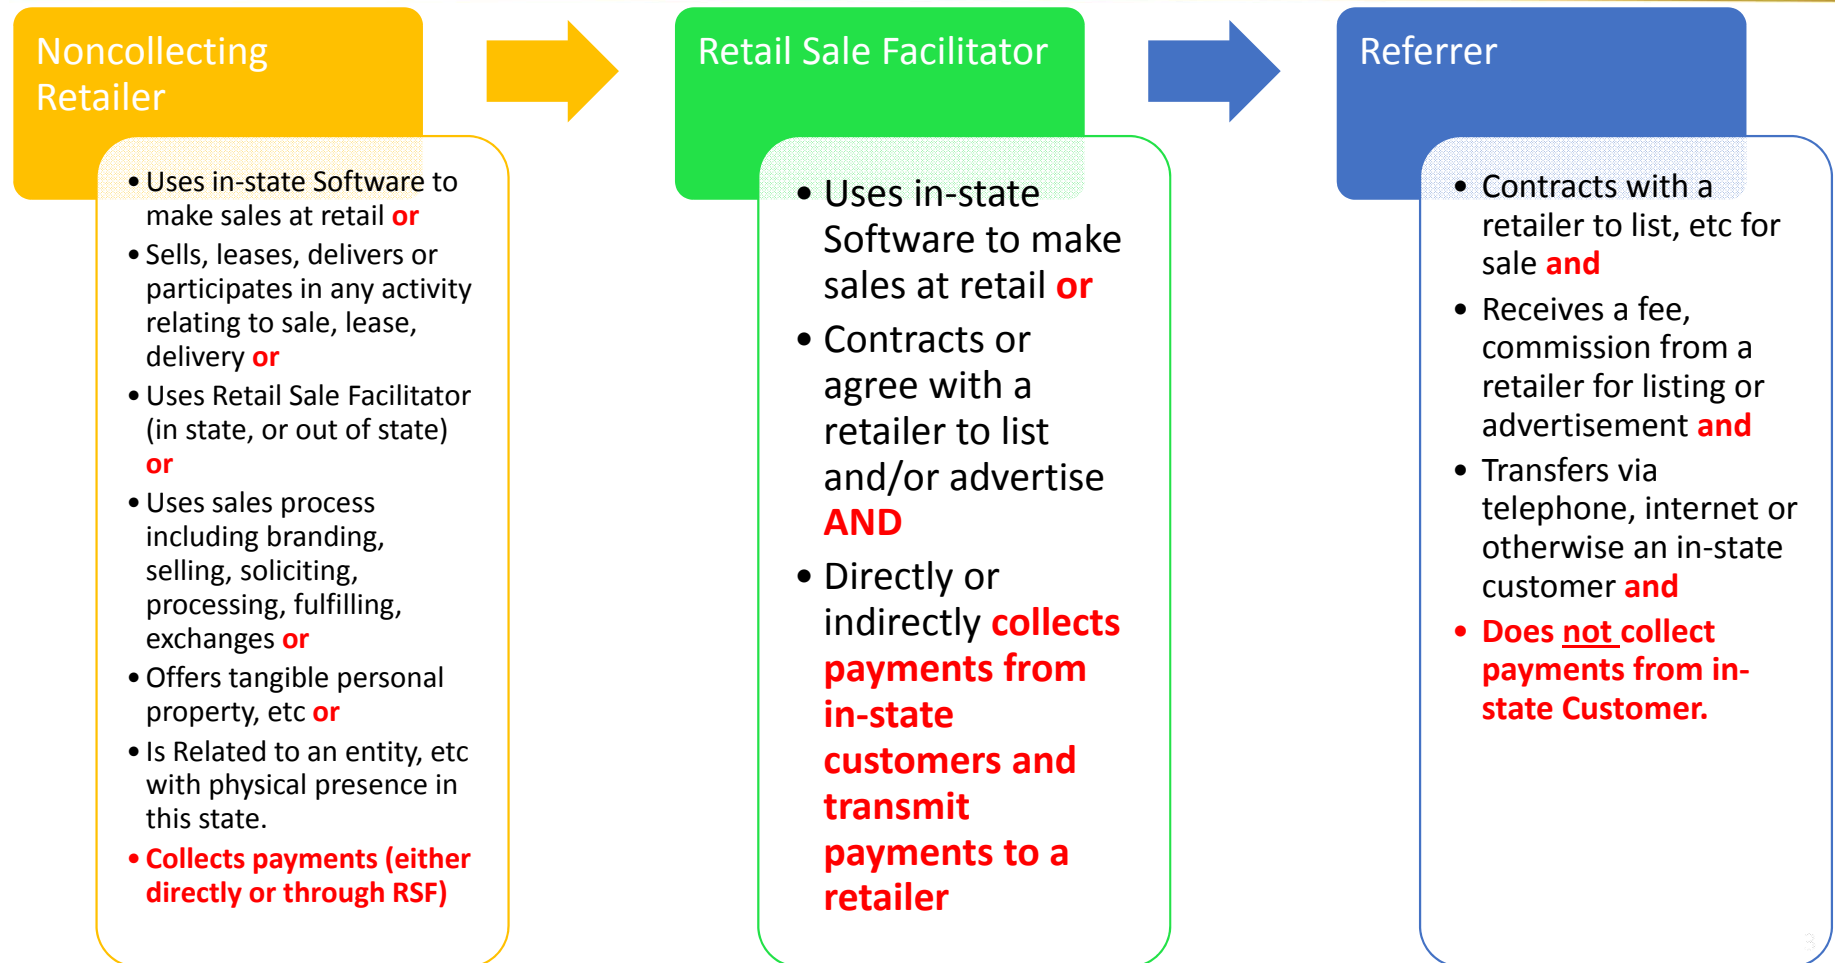 Noncollecting
Retailer
• Uses in-state Software to
make sales at retail or
• Sells, leases, delivers or
participates in any activity
relating to sale, lease,
delivery or
• Uses Retail Sale Facilitator
(in state, or out of state)
or
• Uses sales process
including branding,
selling, soliciting,
processing, fulfilling,
exchanges or
• Offers tangible personal
property, etc or
• Is Related to an entity, etc
with physical presence in
this state.
• Collects payments (either
directly or through RSF)
Retail Sale Facilitator
• Uses in-state
Software to make
sales at retail or
• Contracts or
agree with a
retailer to list
and/or advertise
AND
• Directly or
indirectly collects
payments from
in-state
customers and
transmit
payments to a
retailer
Referrer
• Contracts with a
retailer to list, etc for
sale and
• Receives a fee,
commission from a
retailer for listing or
advertisement and
• Transfers via
telephone, internet or
otherwise an in-state
customer and
• Does not collect
payments from in-
state Customer.
3